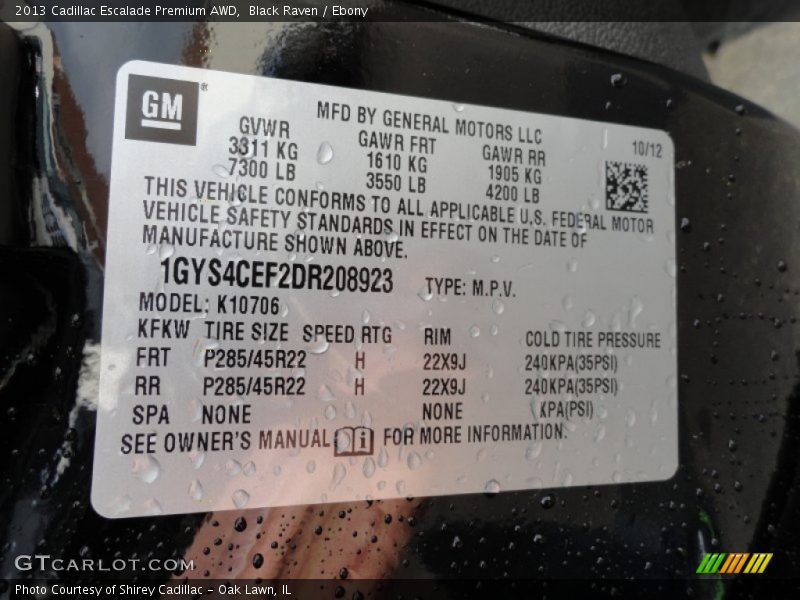 2013 Cadillac Escalade Premium AWD, Black Raven / Ebony
GM ®
MFD BY GENERAL MOTORS LLC
GVWR GAWR FRT GAWR RR 10/12
3311 KG 1610 KG 1905 KG
7300 LB 3550 LB 4200 LB
THIS VEHICLE CONFORMS TO ALL APPLICABLE U.S. FEDERAL MOTOR
VEHICLE SAFETY STANDARDS IN EFFECT ON THE DATE OF
MANUFACTURE SHOWN ABOVE.
1GYS4CEF2DR208923 TYPE: M.P.V.
MODEL: K10706
KFKW TIRE SIZE SPEED RTG RIM COLD TIRE PRESSURE
FRT P285/45R22 H 22X9J 240KPA(35PSI)
RR P285/45R22 H 22X9J 240KPA(35PSI)
SPA NONE NONE KPA(PSI)
SEE OWNER'S MANUAL i FOR MORE INFORMATION.
GTcarlot.com
Photo Courtesy of Shirey Cadillac - Oak Lawn, IL